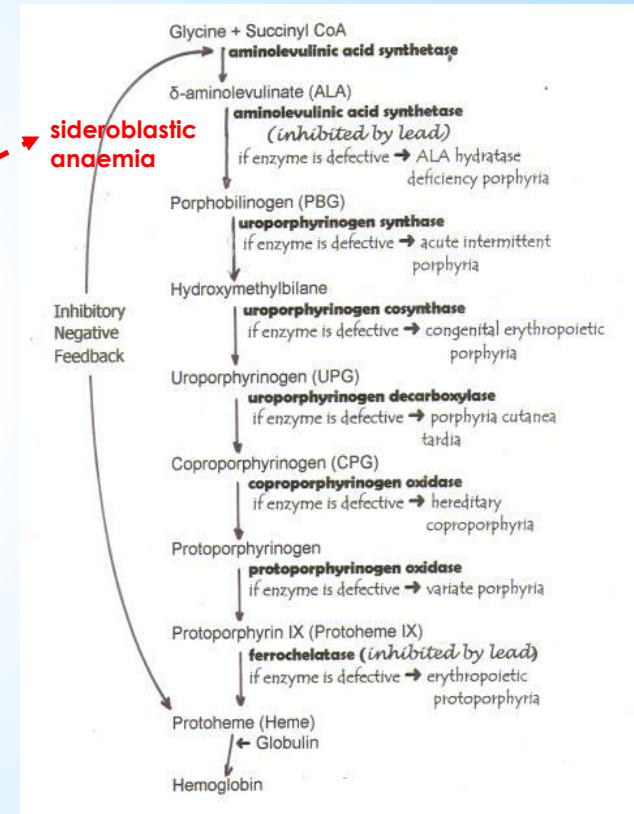 Glycine + Succinyl CoA
aminolevulinic acid synthetase
δ-aminolevulinate (ALA)
aminolevulinic acid synthetase
(inhibited by lead)
if enzyme is defective ➔ ALA hydratase
deficiency porphyria
sideroblastic
anaemia
Porphobilinogen (PBG)
uroporphyrinogen synthase
if enzyme is defective ➔ acute intermittent
porphyria
Hydroxymethylbilane
uroporphyrinogen cosynthase
if enzyme is defective ➔ congenital erythropoietic
porphyria
Inhibitory
Negative
Feedback
Uroporphyrinogen (UPG)
uroporphyrinogen decarboxylase
if enzyme is defective ➔ porphyria cutanea
tardia
Coproporphyrinogen (CPG)
coproporphyrinogen oxidase
if enzyme is defective ➔ hereditary
coproporphyria
Protoporphyrinogen
protoporphyrinogen oxidase
if enzyme is defective ➔ variate porphyria
Protoporphyrin IX (Protoheme IX)
ferrochelatase (inhibited by lead)
if enzyme is defective ➔ erythropoietic
protoporphyria
Protoheme (Heme)
← Globulin
Hemoglobin